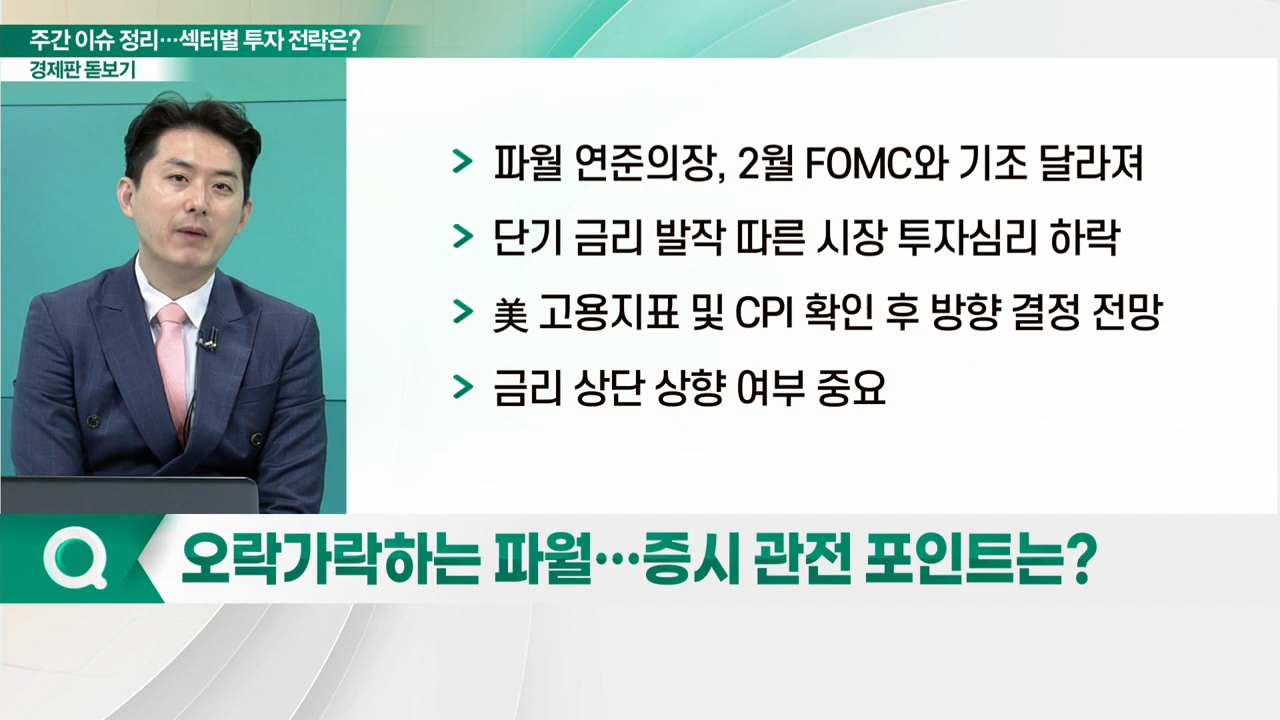 주간 이슈 정리…섹터별 투자 전략은?
경제판 돋보기
> 파월 연준의장, 2월 FOMC와 기조 달라져
> 단기 금리 발작 따른 시장 투자심리 하락
> 美 고용지표 및 CPI 확인 후 방향 결정 전망
> 금리 상단 상향 여부 중요
Q 오락가락하는 파월…증시 관전 포인트는?